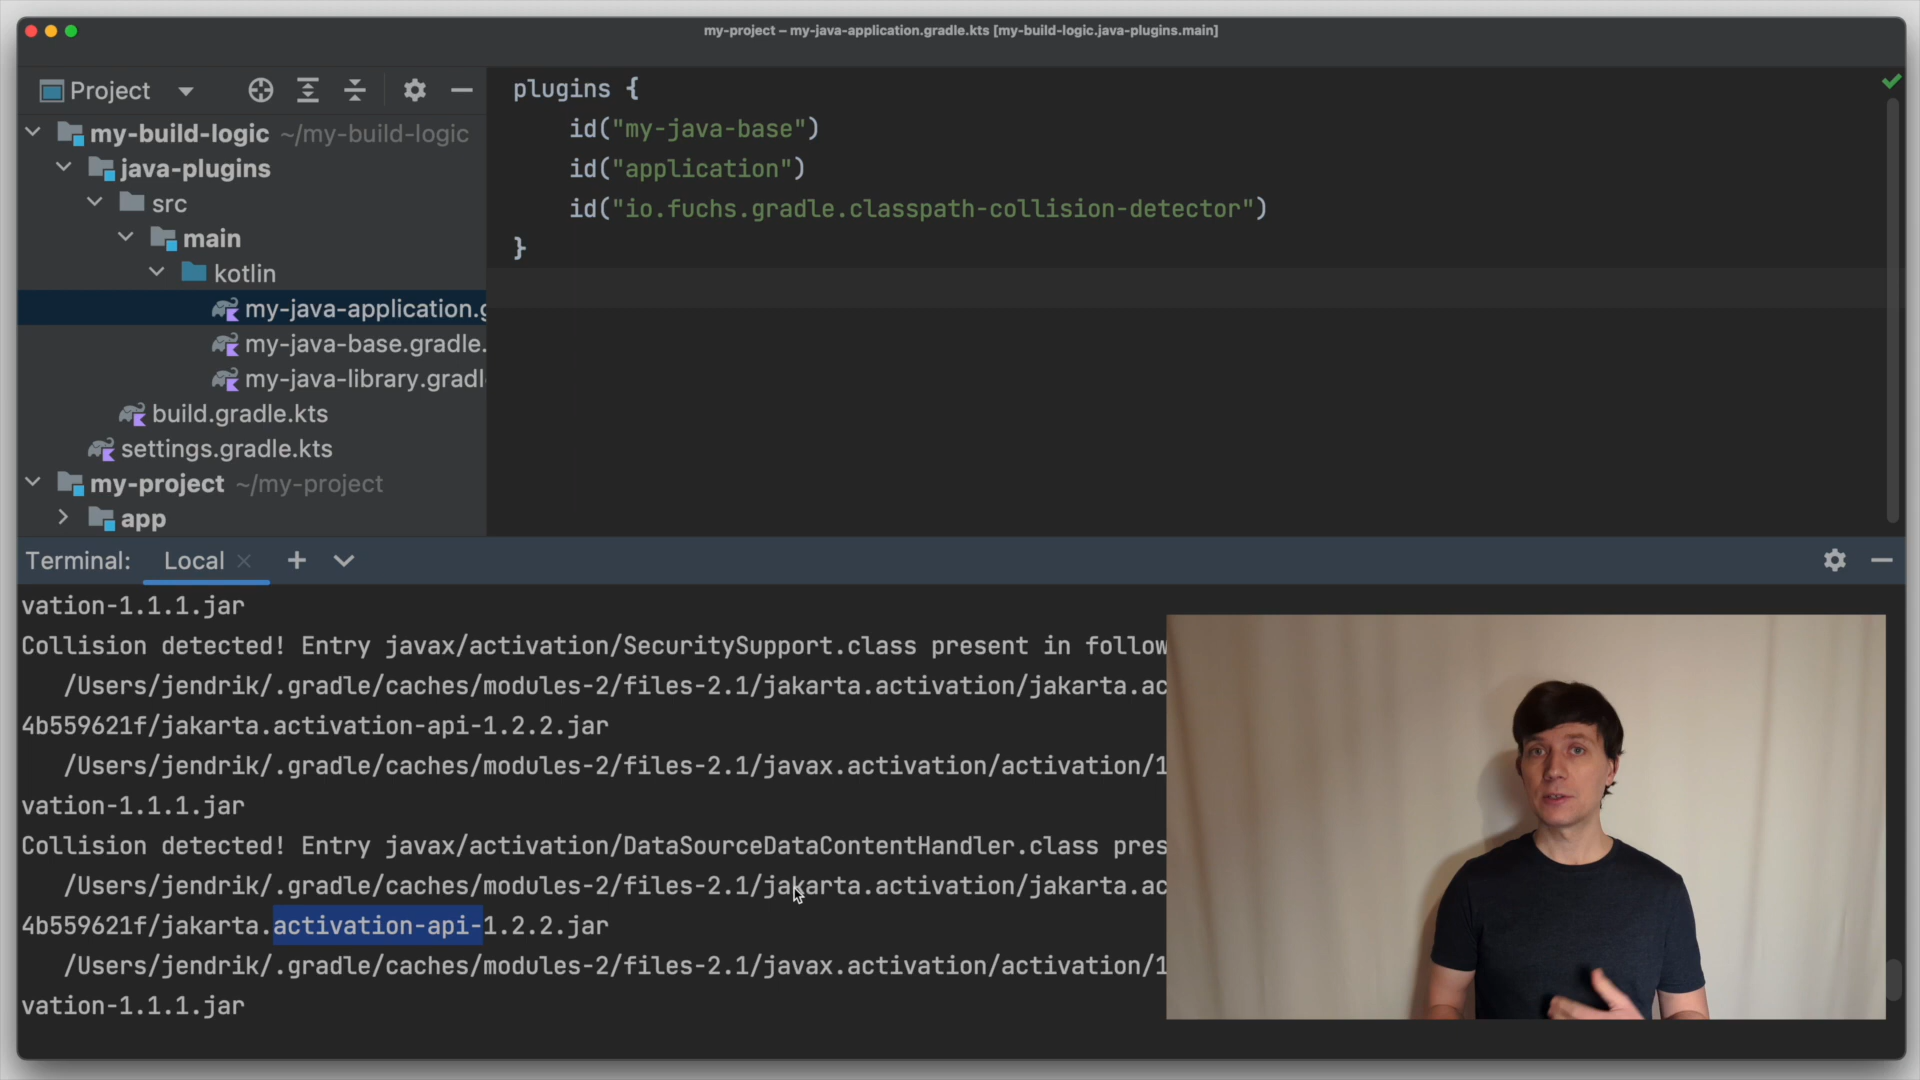 my-project – my-java-application.gradle.kts [my-build-logic.java-plugins.main]
Project
my-build-logic ~/my-build-logic
java-plugins
src
main
kotlin
my-java-application.g
my-java-base.gradle.
my-java-library.gradl
build.gradle.kts
settings.gradle.kts
my-project ~/my-project
app
plugins {
id("my-java-base")
id("application")
id("io.fuchs.gradle.classpath-collision-detector")
}
Terminal: Local
vation-1.1.1.jar
Collision detected! Entry javax/activation/SecuritySupport.class present in follow
/Users/jendrik/.gradle/caches/modules-2/files-2.1/jakarta.activation/jakarta.ac
4b559621f/jakarta.activation-api-1.2.2.jar
/Users/jendrik/.gradle/caches/modules-2/files-2.1/javax.activation/activation/1
vation-1.1.1.jar
Collision detected! Entry javax/activation/DataSourceDataContentHandler.class pres
/Users/jendrik/.gradle/caches/modules-2/files-2.1/jakarta.activation/jakarta.ac
4b559621f/jakarta.activation-api-1.2.2.jar
/Users/jendrik/.gradle/caches/modules-2/files-2.1/javax.activation/activation/1
vation-1.1.1.jar